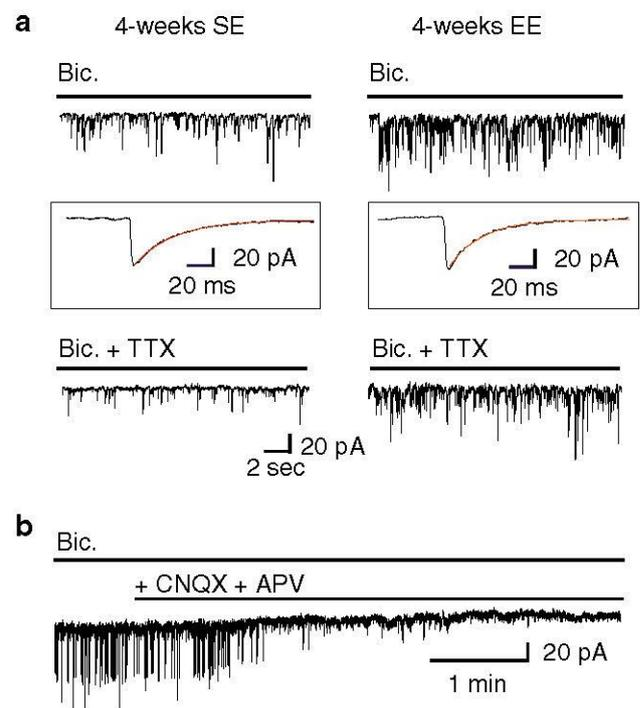 a
4-weeks SE 4-weeks EE
Bic. Bic.
20 pA 20 pA
20 ms 20 ms
Bic. + TTX Bic. + TTX
20 pA
2 sec
b
Bic.
+ CNQX + APV
20 pA
1 min